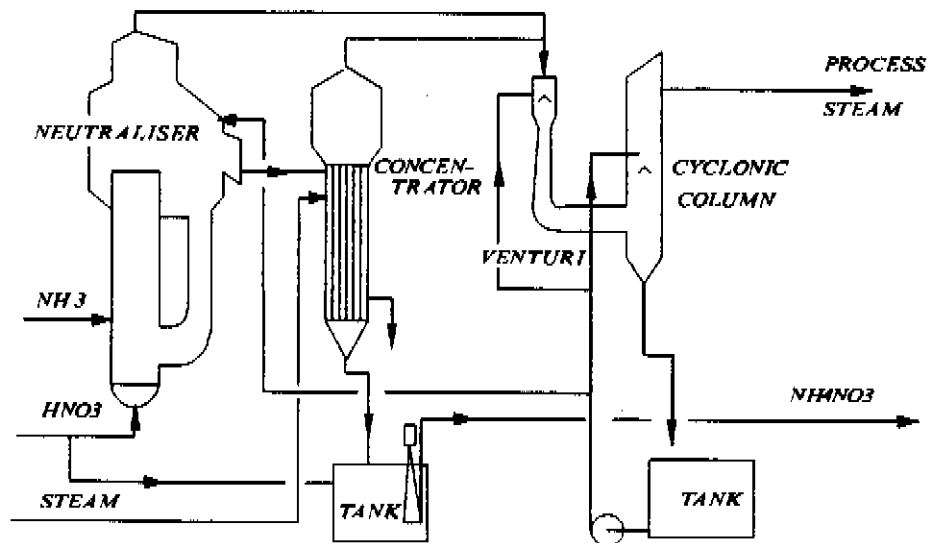 PROCESS
STEAM
NEUTRALISER
CONCEN-
TRATOR
CYCLONIC
COLUMN
VENTURI
NH3
HNO3
NH4NO3
STEAM
TANK
TANK